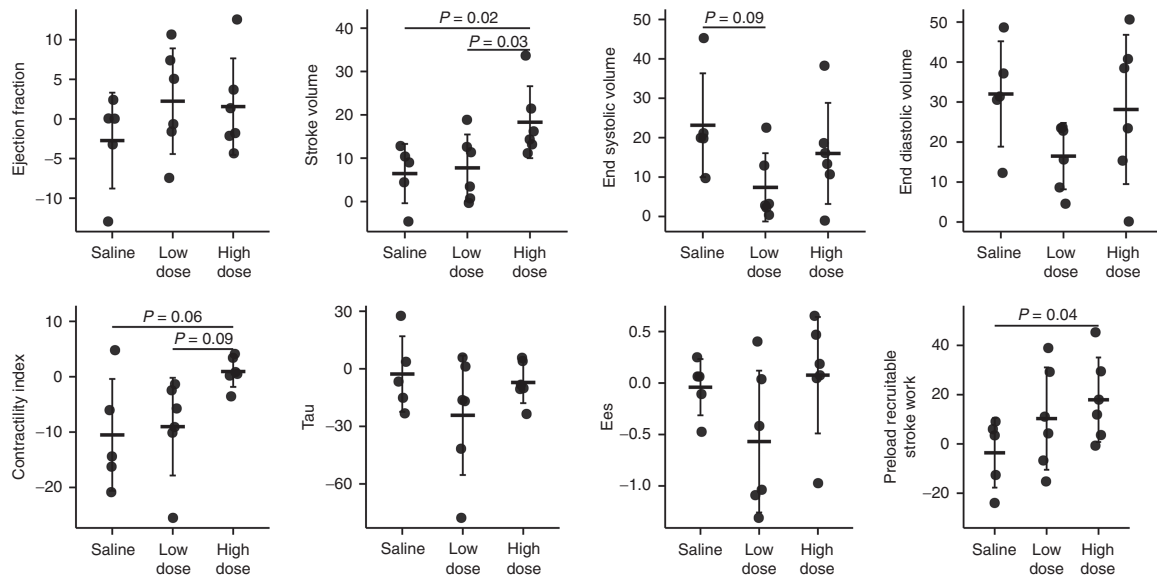 Ejection fraction
10
5
0
−5
−10
Saline
Low
dose
High
dose
Stroke volume
40
30
20
10
0
P = 0.02
P = 0.03
Saline
Low
dose
High
dose
End systolic volume
50
40
30
20
10
0
P = 0.09
Saline
Low
dose
High
dose
End diastolic volume
50
40
30
20
10
0
Saline
Low
dose
High
dose
Contractility index
10
0
−10
−20
P = 0.06
P = 0.09
Saline
Low
dose
High
dose
Tau
30
0
−30
−60
Saline
Low
dose
High
dose
Ees
0.5
0.0
−0.5
−1.0
Saline
Low
dose
High
dose
Preload recruitable
stroke work
40
20
0
−20
P = 0.04
Saline
Low
dose
High
dose